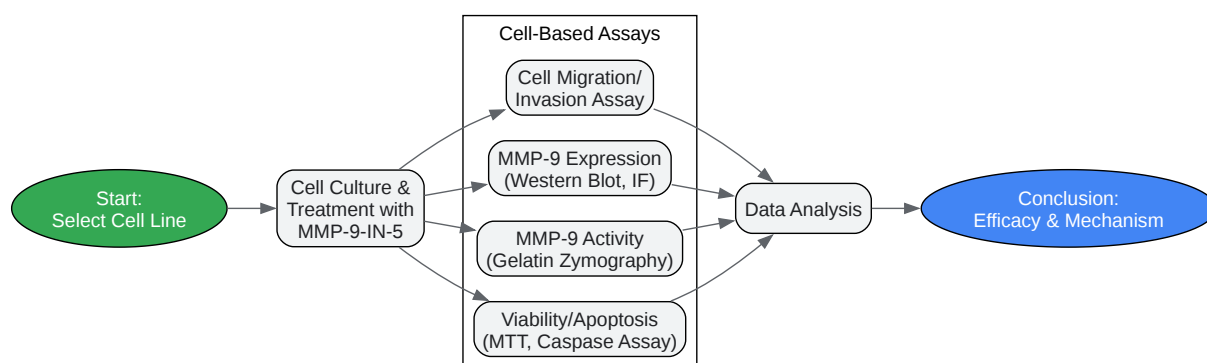 Start:
Select Cell Line
Cell Culture &
Treatment with
MMP-9-IN-5
Cell-Based Assays
Cell Migration/
Invasion Assay
MMP-9 Expression
(Western Blot, IF)
MMP-9 Activity
(Gelatin Zymography)
Viability/Apoptosis
(MTT, Caspase Assay)
Data Analysis
Conclusion:
Efficacy & Mechanism